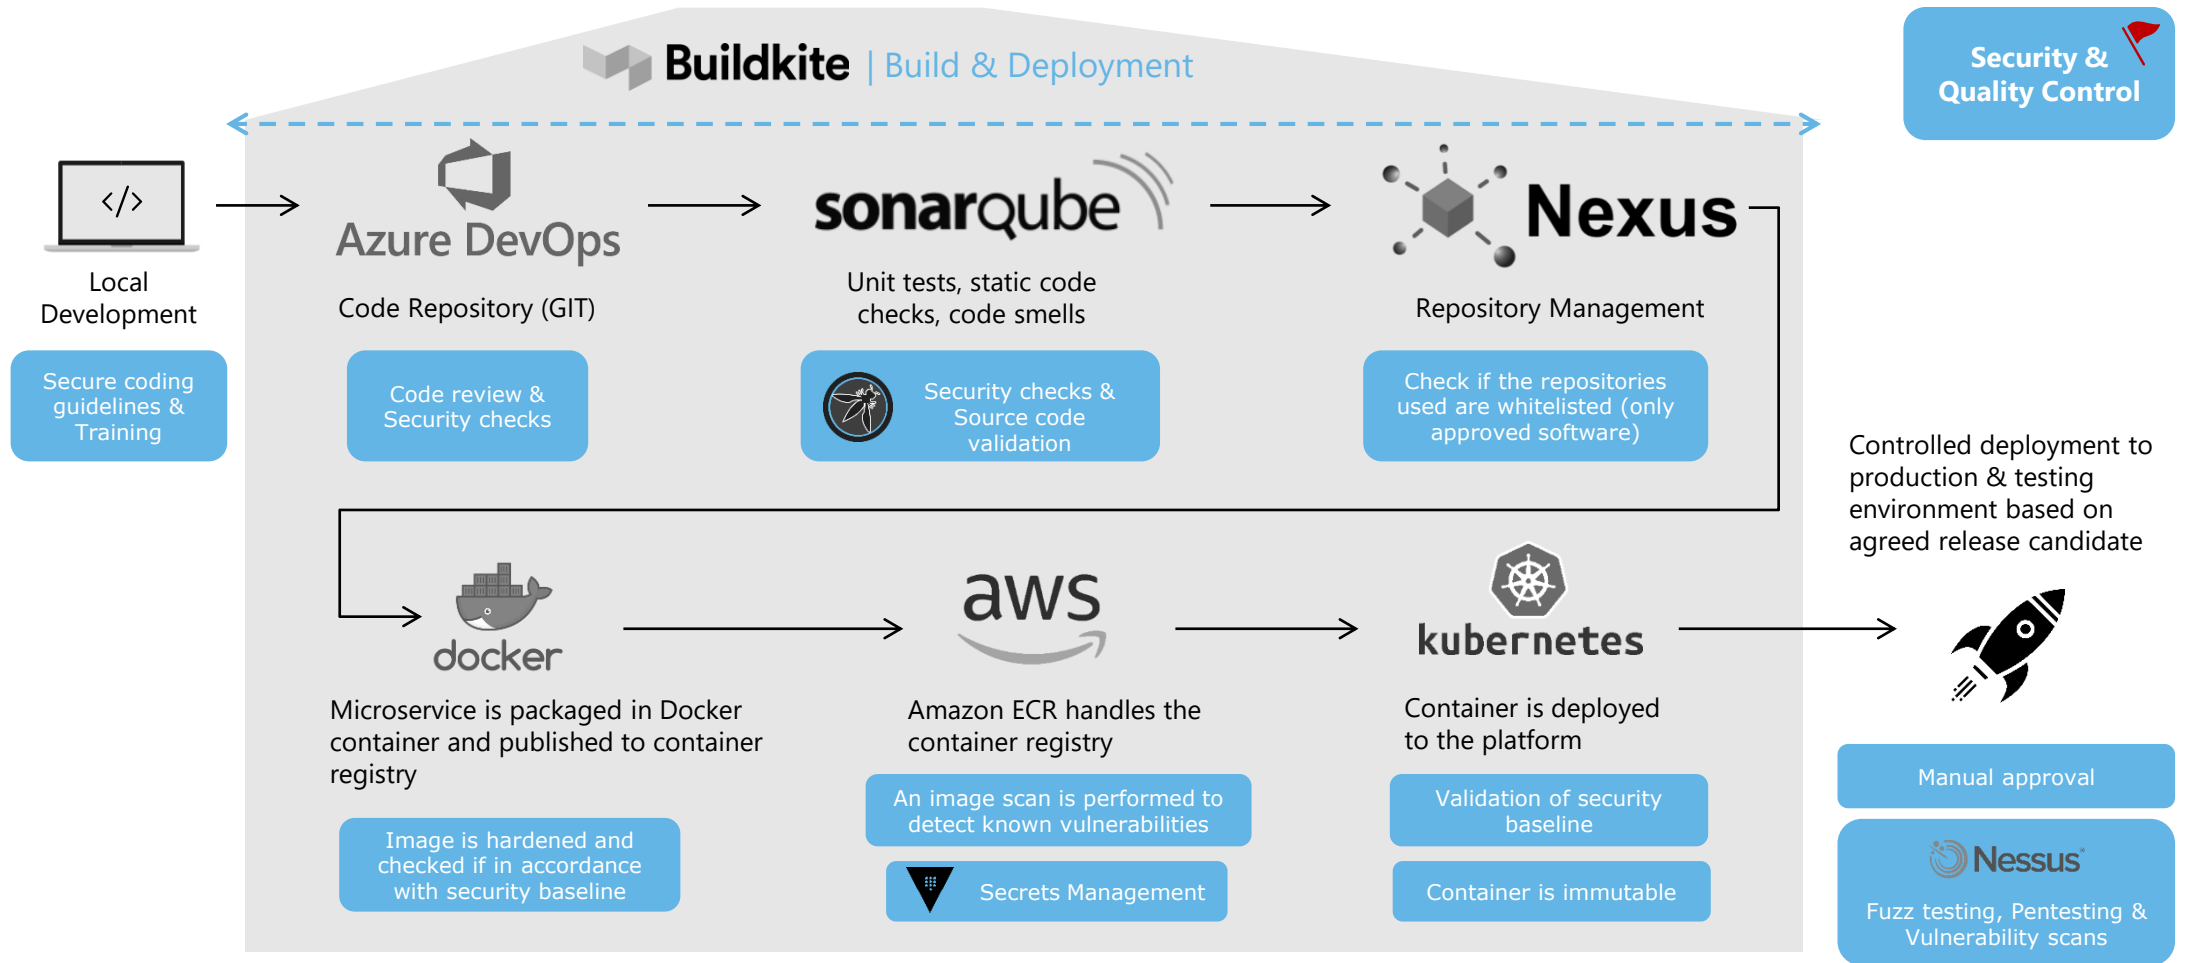 Buildkite | Build & Deployment
Security &
Quality Control
</>
Azure DevOps
sonarqube
Nexus
Local
Development
Code Repository (GIT)
Unit tests, static code
checks, code smells
Repository Management
Secure coding
guidelines &
Training
Code review &
Security checks
Security checks &
Source code
validation
Check if the repositories
used are whitelisted (only
approved software)
Controlled deployment to
production & testing
environment based on
agreed release candidate
docker
aws
kubernetes
Microservice is packaged in Docker
container and published to container
registry
Amazon ECR handles the
container registry
Container is deployed
to the platform
Image is hardened and
checked if in accordance
with security baseline
An image scan is performed to
detect known vulnerabilities
Secrets Management
Validation of security
baseline
Container is immutable
Manual approval
Nessus
Fuzz testing, Pentesting &
Vulnerability scans